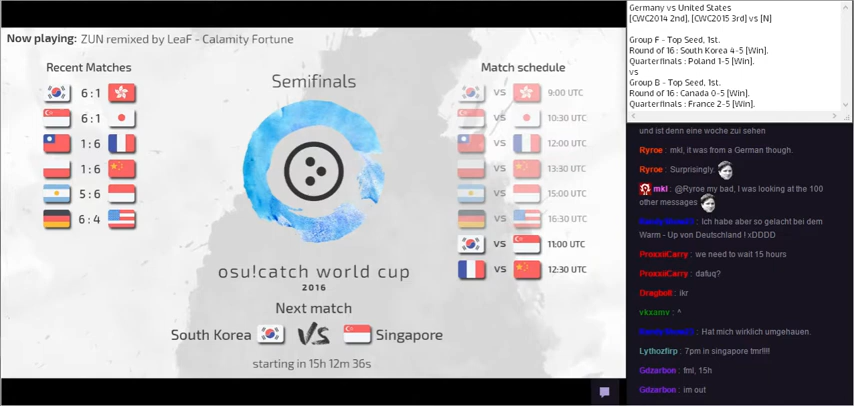 Now playing: ZUN remixed by LeaF - Calamity Fortune
Recent Matches
6 : 1
6 : 1
1 : 6
1 : 6
5 : 6
6 : 4
Semifinals
osu!catch world cup
2016
Next match
South Korea VS Singapore
starting in 15h 12m 36s
Match schedule
VS 9:00 UTC
VS 10:30 UTC
VS 12:00 UTC
VS 13:30 UTC
VS 15:00 UTC
VS 16:30 UTC
VS 11:00 UTC
VS 12:30 UTC
Germany vs United States
[CWC2014 2nd], [CWC2015 3rd] vs [N]
Group F - Top Seed, 1st.
Round of 16 : South Korea 4-5 [Win].
Quarterfinals : Poland 1-5 [Win].
vs
Group B - Top Seed, 1st.
Round of 16 : Canada 0-5 [Win].
Quarterfinals : France 2-5 [Win].
und ist denn eine woche zui sehen
Ryroe : mkl, it was from a German though.
Ryroe : Surprisingly.
mkl : @Ryroe my bad, I was looking at the 100
other messages
: Ich habe aber so gelacht bei dem
Warm - Up von Deutschland ! xDDDD
ProxxiiCarry : we need to wait 15 hours
ProxxiiCarry : dafuq?
Dragboll : ikr
vkxamv : ^
: Hat mich wirklich umgehauen.
Lythozfirp : 7pm in singapore tmr!!!!
Gdzarbon : fml, 15h
Gdzarbon : im out